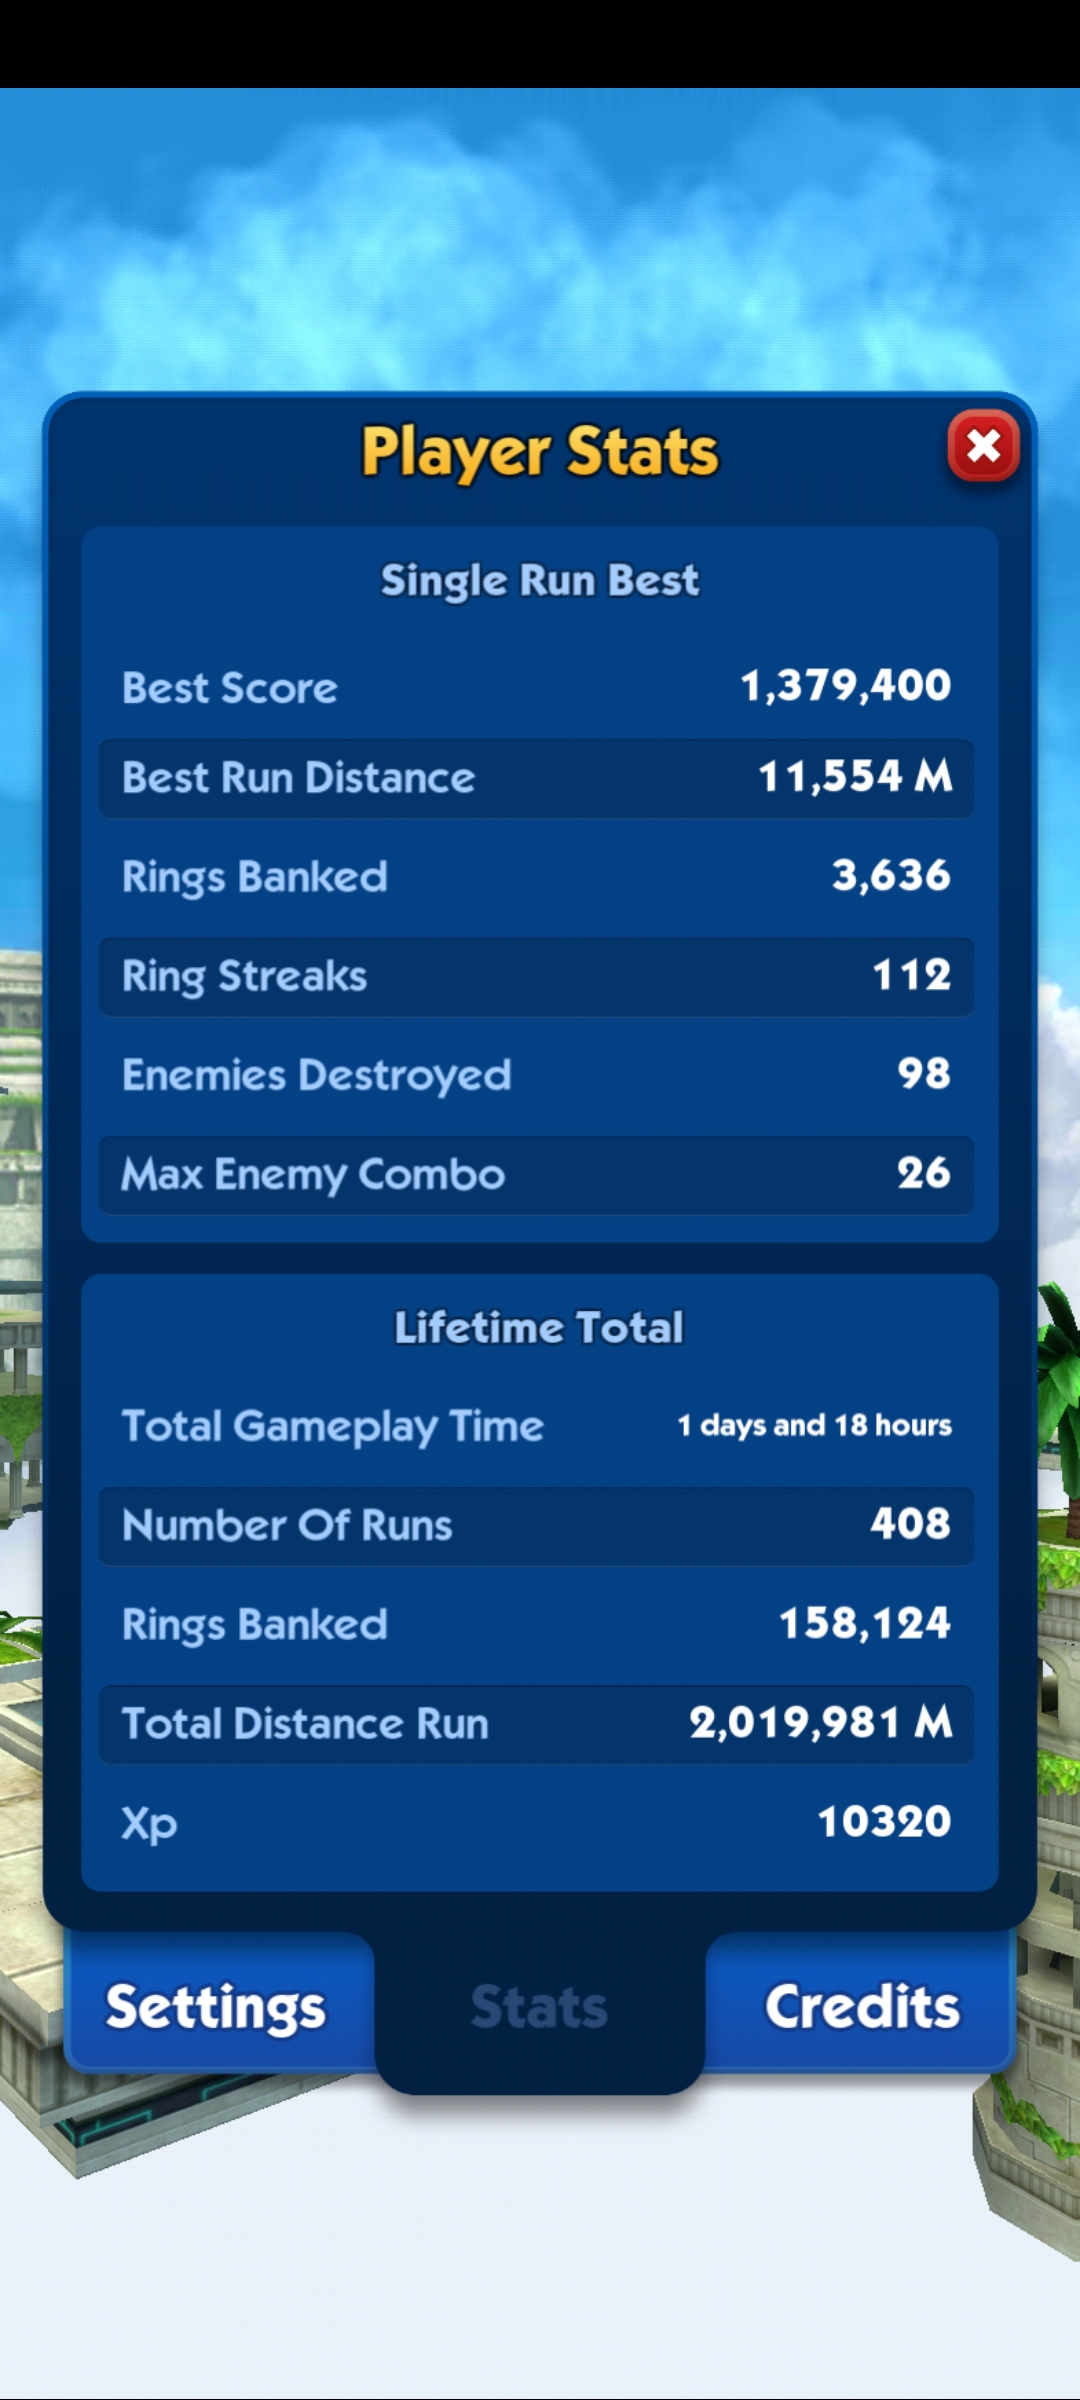 Player Stats
Single Run Best
Best Score 1,379,400
Best Run Distance 11,554 M
Rings Banked 3,636
Ring Streaks 112
Enemies Destroyed 98
Max Enemy Combo 26
Lifetime Total
Total Gameplay Time 1 days and 18 hours
Number Of Runs 408
Rings Banked 158,124
Total Distance Run 2,019,981 M
Xp 10320
Settings Stats Credits